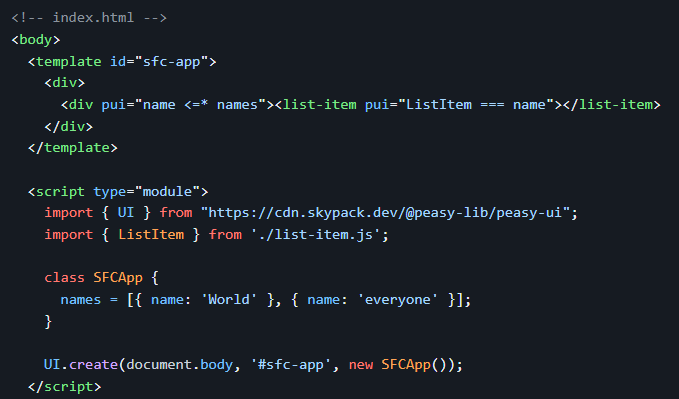 <!-- index.html -->
<body>
  <template id="sfc-app">
    <div>
      <div pui="name <=* names"><list-item pui="ListItem === name"></list-item>
    </div>
  </template>

  <script type="module">
    import { UI } from "https://cdn.skypack.dev/@peasy-lib/peasy-ui";
    import { ListItem } from './list-item.js';

    class SFCApp {
      names = [{ name: 'World' }, { name: 'everyone' }];
    }

    UI.create(document.body, '#sfc-app', new SFCApp());
  </script>